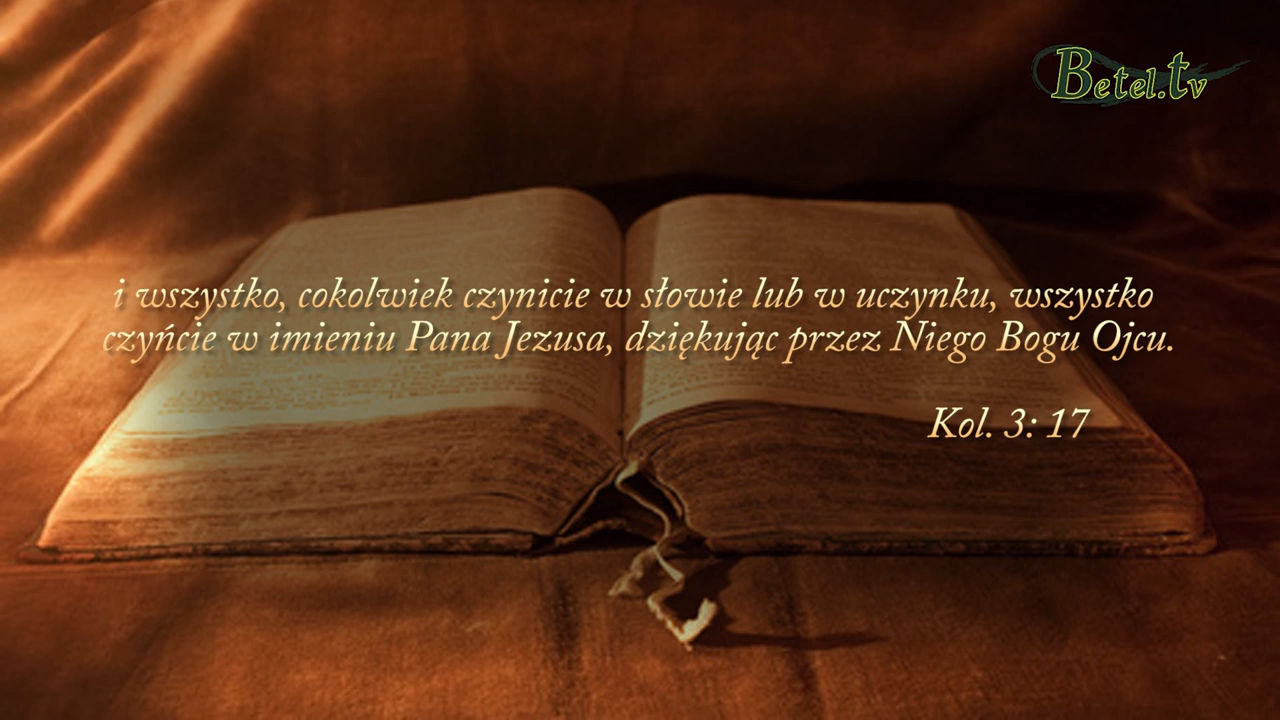 Betel.tv
i wszystko, cokolwiek czynicie w słowie lub w uczynku, wszystko
czyńcie w imieniu Pana Jezusa, dziękując przez Niego Bogu Ojcu.
Kol. 3: 17